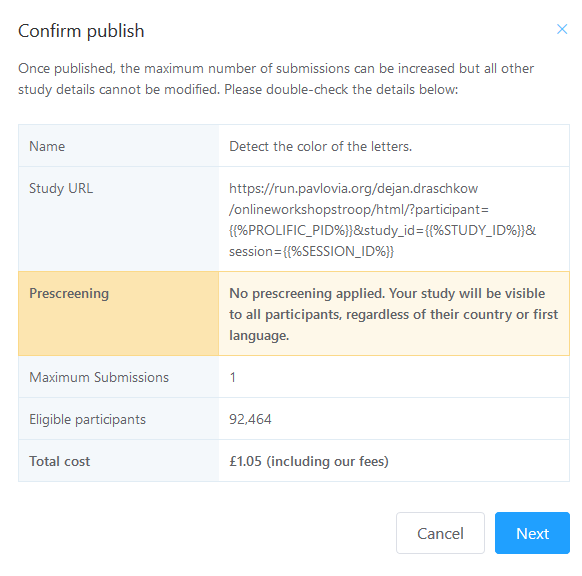 Confirm publish
Once published, the maximum number of submissions can be increased but all other
study details cannot be modified. Please double-check the details below:
Name
Detect the color of the letters.
Study URL
https://run.pavlovia.org/dejan.draschkow
/onlineworkshopstroop/html/?participant=
{{%PROLIFIC_PID%}}&study_id={{%STUDY_ID%}}&
session={{%SESSION_ID%}}
Prescreening
No prescreening applied. Your study will be visible
to all participants, regardless of their country or first
language.
Maximum Submissions
1
Eligible participants
92,464
Total cost
£1.05 (including our fees)
Cancel
Next